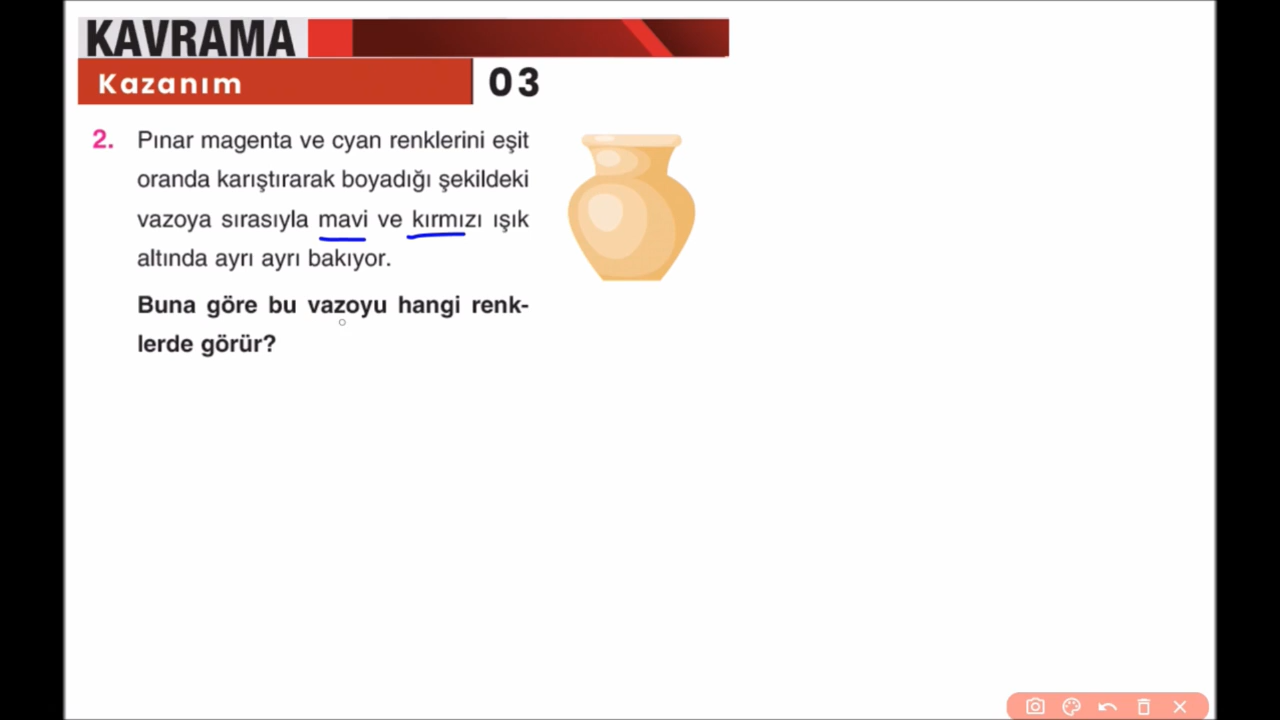 KAVRAMA
Kazanım 03
2. Pınar magenta ve cyan renklerini eşit
oranda karıştırarak boyadığı şekildeki
vazoya sırasıyla mavi ve kırmızı ışık
altında ayrı ayrı bakıyor.
Buna göre bu vazoyu hangi renk-
lerde görür?